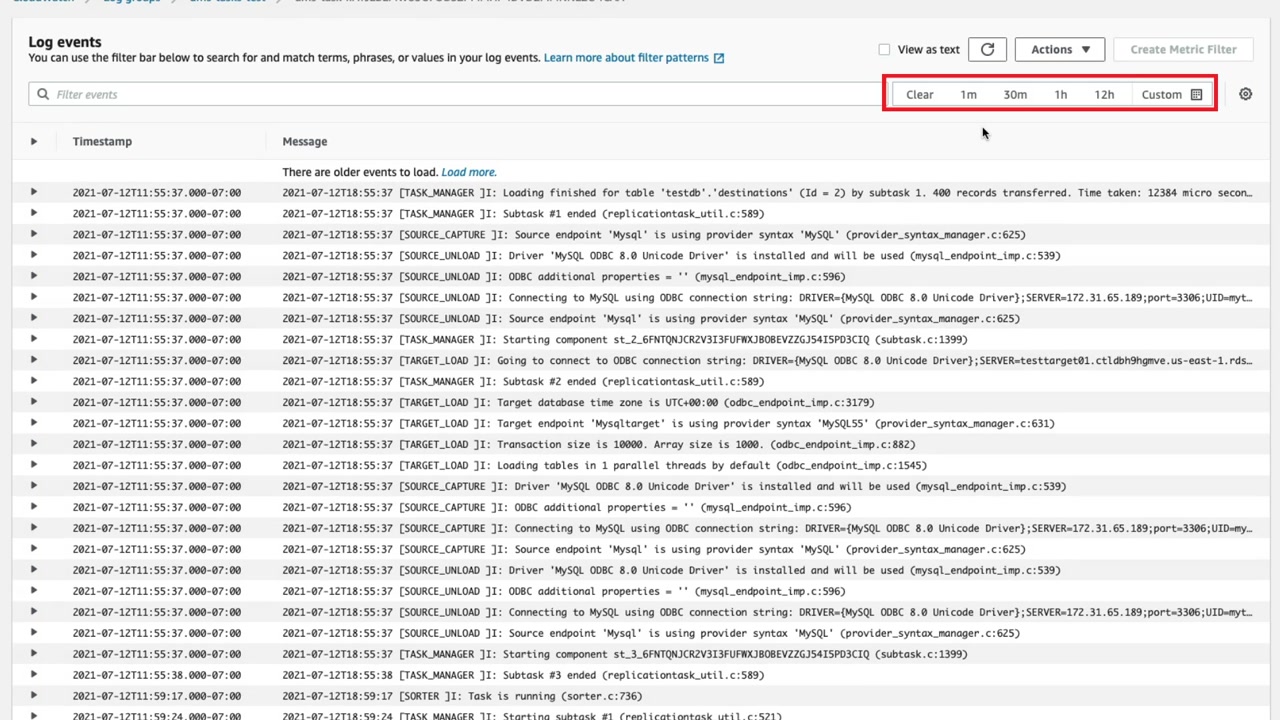 Log events
You can use the filter bar below to search for and match terms, phrases, or values in your log events. Learn more about filter patterns
View as text
Actions
Create Metric Filter
Filter events
Clear 1m 30m 1h 12h Custom
Timestamp Message
There are older events to load. Load more.
2021-07-12T11:55:37.000-07:00 2021-07-12T18:55:37 [TASK_MANAGER ]I: Loading finished for table 'testdb'.'destinations' (Id = 2) by subtask 1. 400 records transferred. Time taken: 12384 micro secon…
2021-07-12T11:55:37.000-07:00 2021-07-12T18:55:37 [TASK_MANAGER ]I: Subtask #1 ended (replicationtask_util.c:589)
2021-07-12T11:55:37.000-07:00 2021-07-12T18:55:37 [SOURCE_CAPTURE ]I: Source endpoint 'Mysql' is using provider syntax 'MySQL' (provider_syntax_manager.c:625)
2021-07-12T11:55:37.000-07:00 2021-07-12T18:55:37 [SOURCE_UNLOAD ]I: Driver 'MySQL ODBC 8.0 Unicode Driver' is installed and will be used (mysql_endpoint_imp.c:539)
2021-07-12T11:55:37.000-07:00 2021-07-12T18:55:37 [SOURCE_UNLOAD ]I: ODBC additional properties = '' (mysql_endpoint_imp.c:596)
2021-07-12T11:55:37.000-07:00 2021-07-12T18:55:37 [SOURCE_UNLOAD ]I: Connecting to MySQL using ODBC connection string: DRIVER={MySQL ODBC 8.0 Unicode Driver};SERVER=172.31.65.189;port=3306;UID=myt…
2021-07-12T11:55:37.000-07:00 2021-07-12T18:55:37 [SOURCE_UNLOAD ]I: Source endpoint 'Mysql' is using provider syntax 'MySQL' (provider_syntax_manager.c:625)
2021-07-12T11:55:37.000-07:00 2021-07-12T18:55:37 [TASK_MANAGER ]I: Starting component st_2_6FNTQNJCR2V3I3FUFWXJBOBEVZZGJ54I5PD3CIQ (subtask.c:1399)
2021-07-12T11:55:37.000-07:00 2021-07-12T18:55:37 [TARGET_LOAD ]I: Going to connect to ODBC connection string: DRIVER={MySQL ODBC 8.0 Unicode Driver};SERVER=testtarget01.ctldbh9hgmve.us-east-1.rds…
2021-07-12T11:55:37.000-07:00 2021-07-12T18:55:37 [TASK_MANAGER ]I: Subtask #2 ended (replicationtask_util.c:589)
2021-07-12T11:55:37.000-07:00 2021-07-12T18:55:37 [TARGET_LOAD ]I: Target database time zone is UTC+00:00 (odbc_endpoint_imp.c:3179)
2021-07-12T11:55:37.000-07:00 2021-07-12T18:55:37 [TARGET_LOAD ]I: Target endpoint 'Mysqltarget' is using provider syntax 'MySQL55' (provider_syntax_manager.c:631)
2021-07-12T11:55:37.000-07:00 2021-07-12T18:55:37 [TARGET_LOAD ]I: Transaction size is 10000. Array size is 1000. (odbc_endpoint_imp.c:882)
2021-07-12T11:55:37.000-07:00 2021-07-12T18:55:37 [TARGET_LOAD ]I: Loading tables in 1 parallel threads by default (odbc_endpoint_imp.c:1545)
2021-07-12T11:55:37.000-07:00 2021-07-12T18:55:37 [SOURCE_CAPTURE ]I: Driver 'MySQL ODBC 8.0 Unicode Driver' is installed and will be used (mysql_endpoint_imp.c:539)
2021-07-12T11:55:37.000-07:00 2021-07-12T18:55:37 [SOURCE_CAPTURE ]I: ODBC additional properties = '' (mysql_endpoint_imp.c:596)
2021-07-12T11:55:37.000-07:00 2021-07-12T18:55:37 [SOURCE_CAPTURE ]I: Connecting to MySQL using ODBC connection string: DRIVER={MySQL ODBC 8.0 Unicode Driver};SERVER=172.31.65.189;port=3306;UID=my…
2021-07-12T11:55:37.000-07:00 2021-07-12T18:55:37 [SOURCE_CAPTURE ]I: Source endpoint 'Mysql' is using provider syntax 'MySQL' (provider_syntax_manager.c:625)
2021-07-12T11:55:37.000-07:00 2021-07-12T18:55:37 [SOURCE_UNLOAD ]I: Driver 'MySQL ODBC 8.0 Unicode Driver' is installed and will be used (mysql_endpoint_imp.c:539)
2021-07-12T11:55:37.000-07:00 2021-07-12T18:55:37 [SOURCE_UNLOAD ]I: ODBC additional properties = '' (mysql_endpoint_imp.c:596)
2021-07-12T11:55:37.000-07:00 2021-07-12T18:55:37 [SOURCE_UNLOAD ]I: Connecting to MySQL using ODBC connection string: DRIVER={MySQL ODBC 8.0 Unicode Driver};SERVER=172.31.65.189;port=3306;UID=myt…
2021-07-12T11:55:37.000-07:00 2021-07-12T18:55:37 [SOURCE_UNLOAD ]I: Source endpoint 'Mysql' is using provider syntax 'MySQL' (provider_syntax_manager.c:625)
2021-07-12T11:55:37.000-07:00 2021-07-12T18:55:37 [TASK_MANAGER ]I: Starting component st_3_6FNTQNJCR2V3I3FUFWXJBOBEVZZGJ54I5PD3CIQ (subtask.c:1399)
2021-07-12T11:55:38.000-07:00 2021-07-12T18:55:38 [TASK_MANAGER ]I: Subtask #3 ended (replicationtask_util.c:589)
2021-07-12T11:59:17.000-07:00 2021-07-12T18:59:17 [SORTER ]I: Task is running (sorter.c:736)
2021-07-12T11:59:24.000-07:00 2021-07-12T18:59:24 [TASK_MANAGER ]I: Starting subtask #1 (replicationtask_util.c:521)